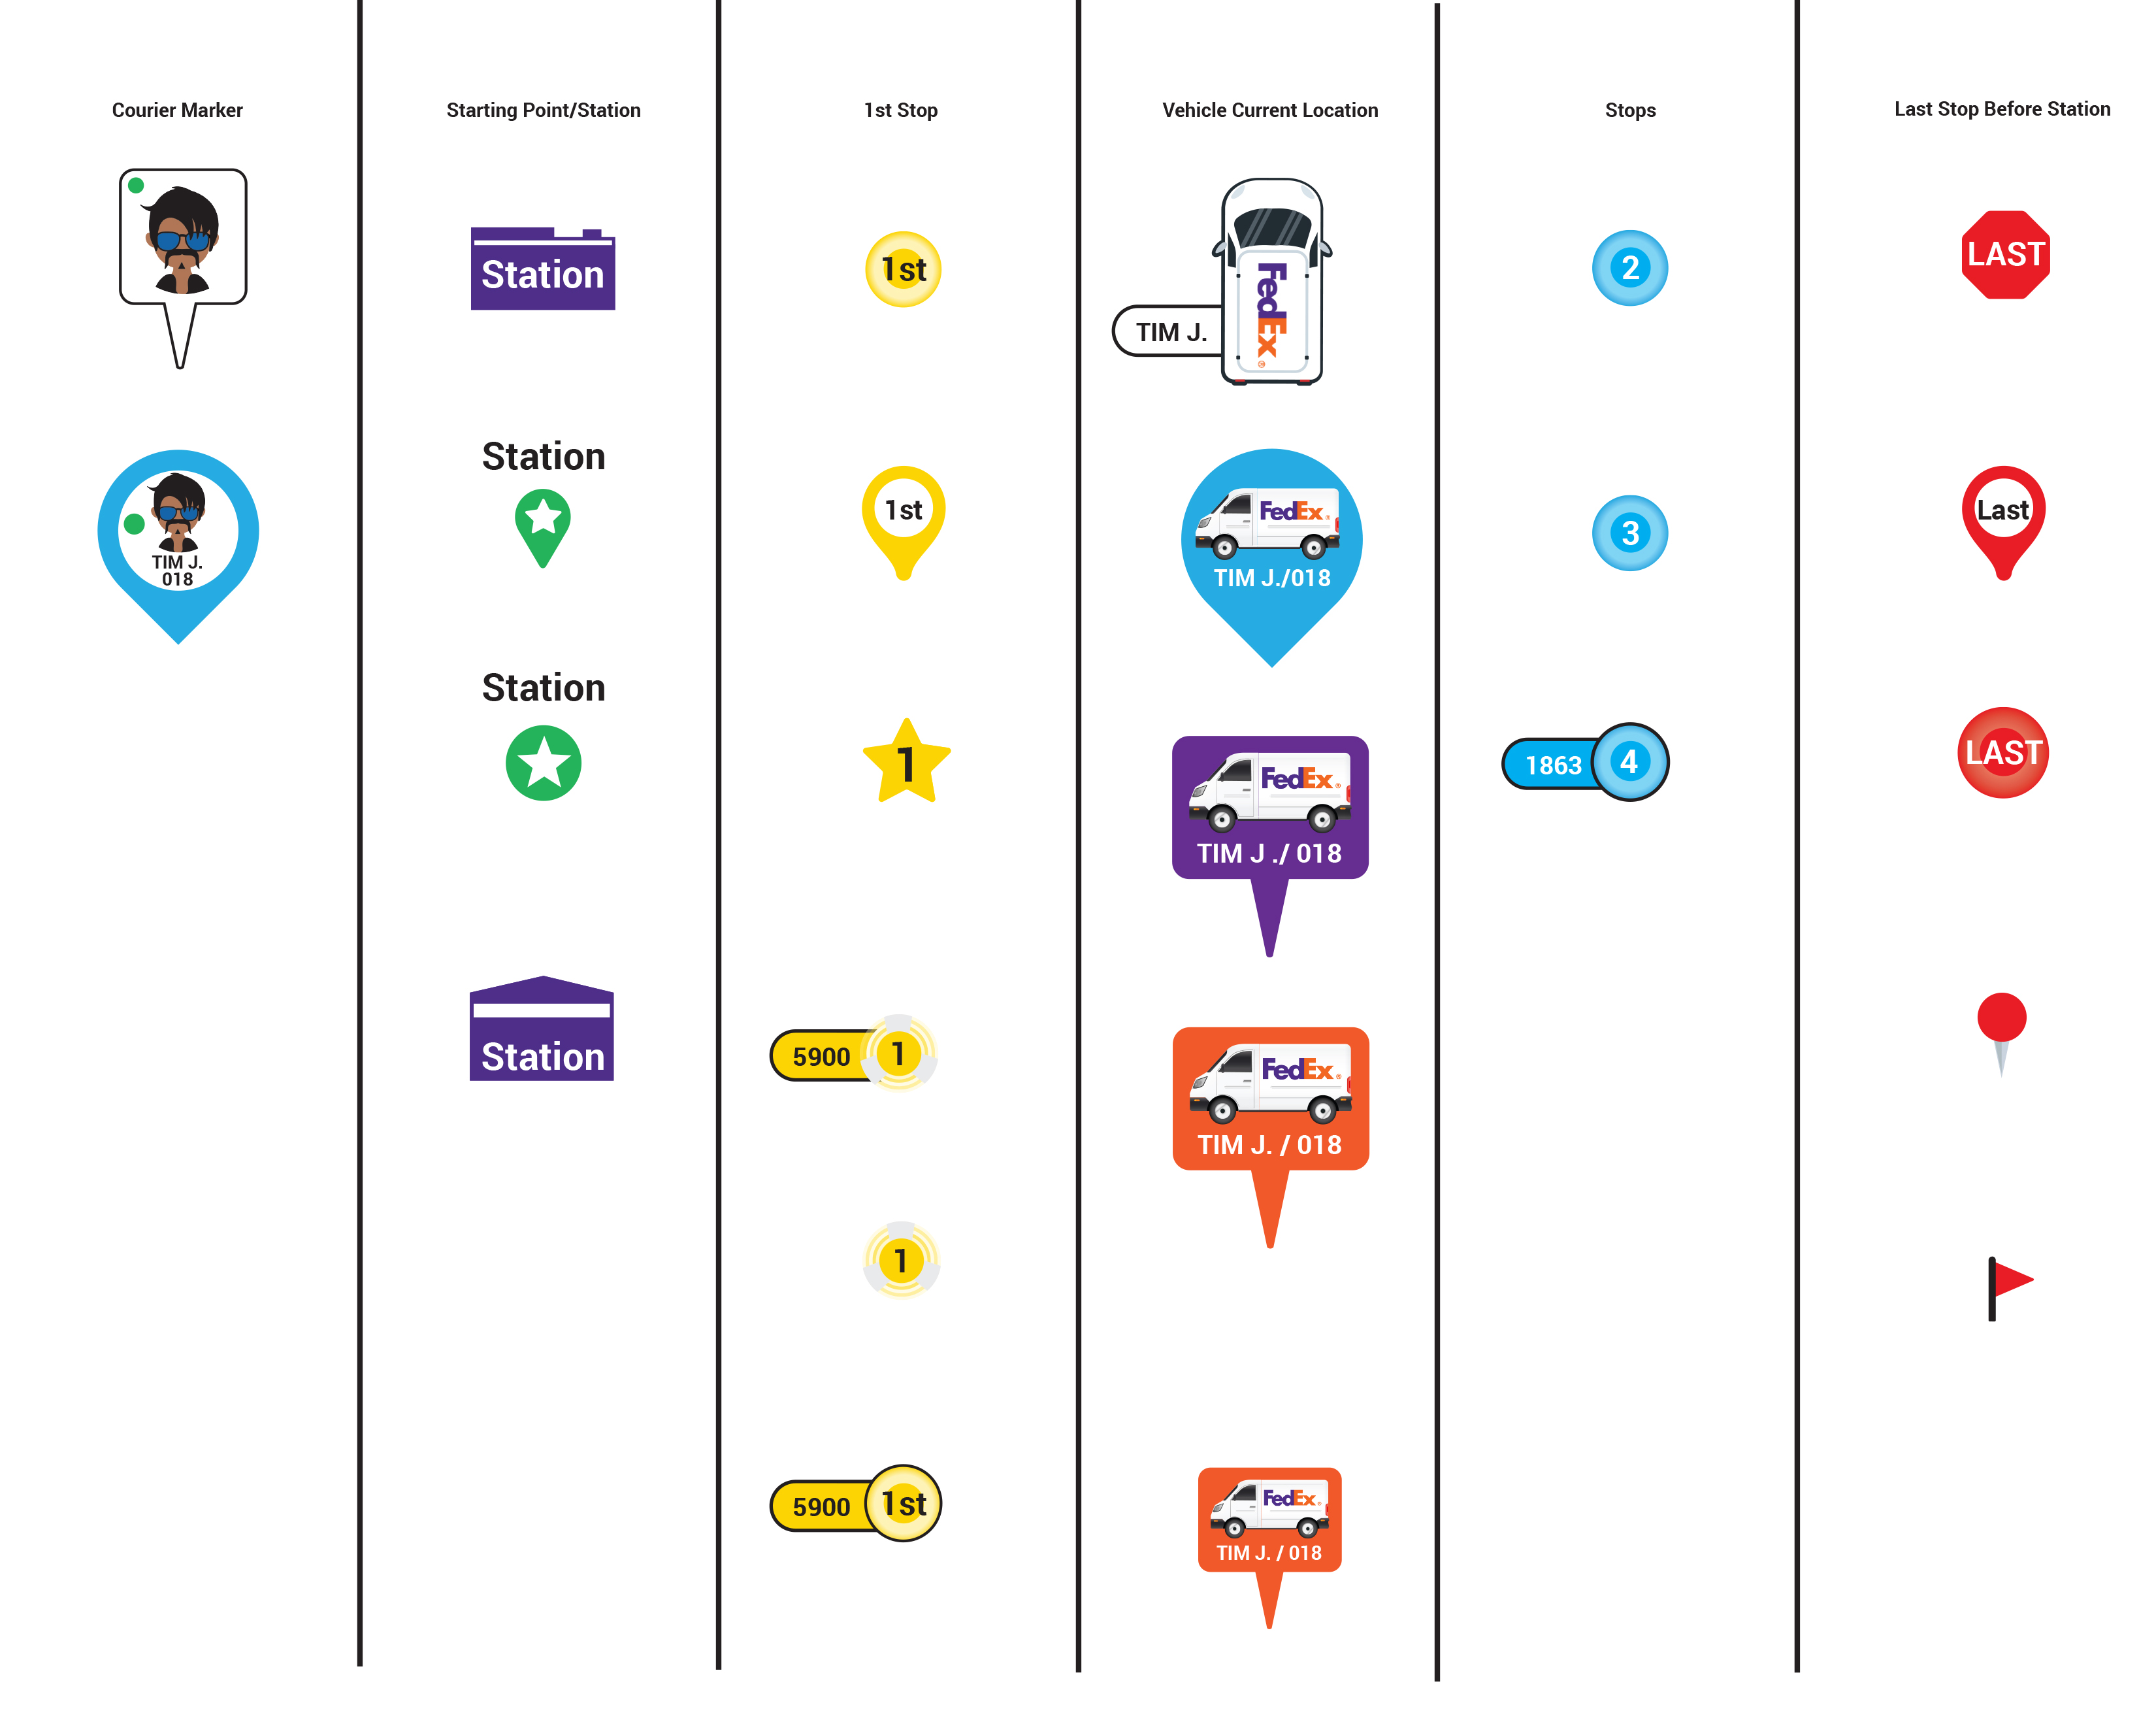 Courier Marker
TIM J.
018
Starting Point/Station
Station
Station
Station
Station
1st Stop
1st
1st
1
5900 1
1
5900 1st
Vehicle Current Location
TIM J.
FedEx®
FedEx®
TIM J./018
FedEx®
TIM J ./ 018
FedEx®
TIM J. / 018
FedEx®
TIM J. / 018
Stops
2
3
1863 4
Last Stop Before Station
LAST
Last
LAST